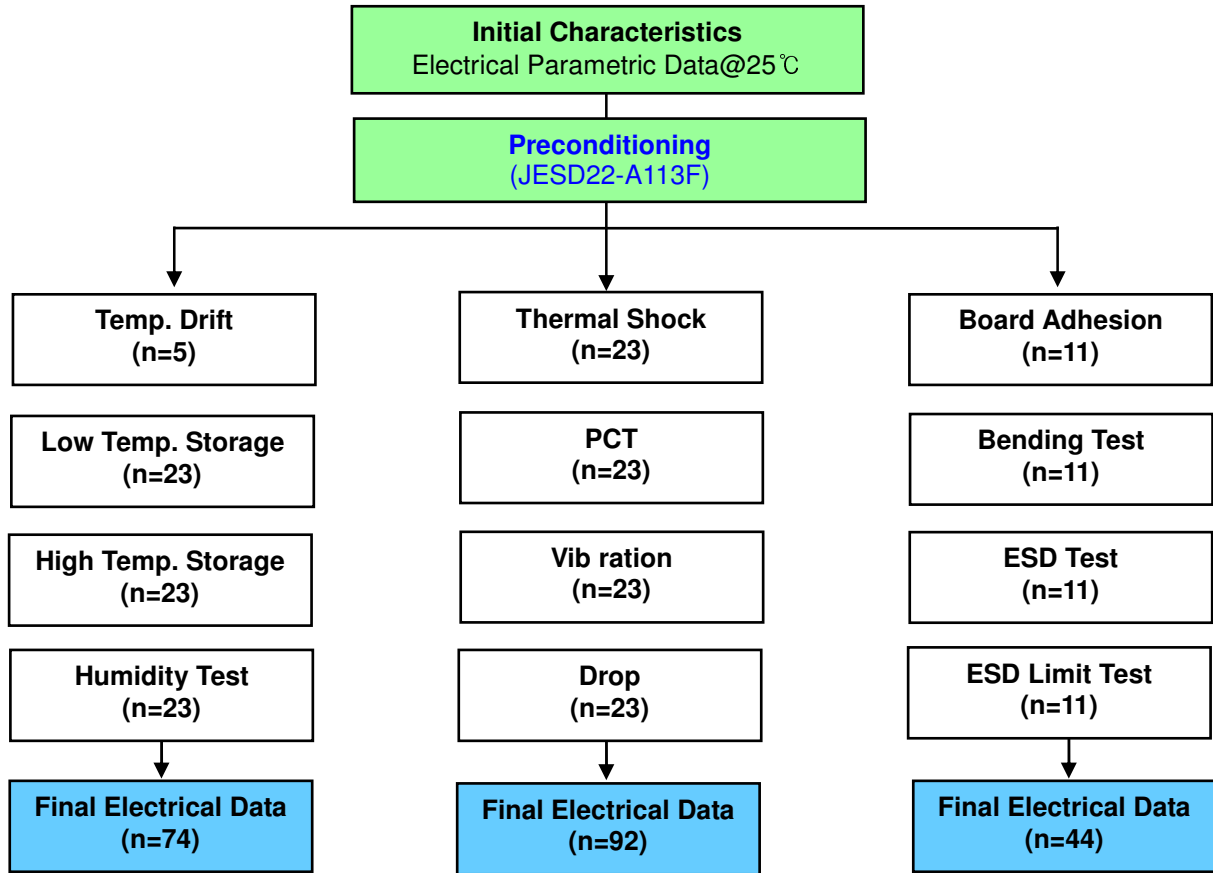 Initial Characteristics
Electrical Parametric Data@25℃
Preconditioning
(JESD22-A113F)
Temp. Drift
(n=5)
Low Temp. Storage
(n=23)
High Temp. Storage
(n=23)
Humidity Test
(n=23)
Final Electrical Data
(n=74)
Thermal Shock
(n=23)
PCT
(n=23)
Vib ration
(n=23)
Drop
(n=23)
Final Electrical Data
(n=92)
Board Adhesion
(n=11)
Bending Test
(n=11)
ESD Test
(n=11)
ESD Limit Test
(n=11)
Final Electrical Data
(n=44)